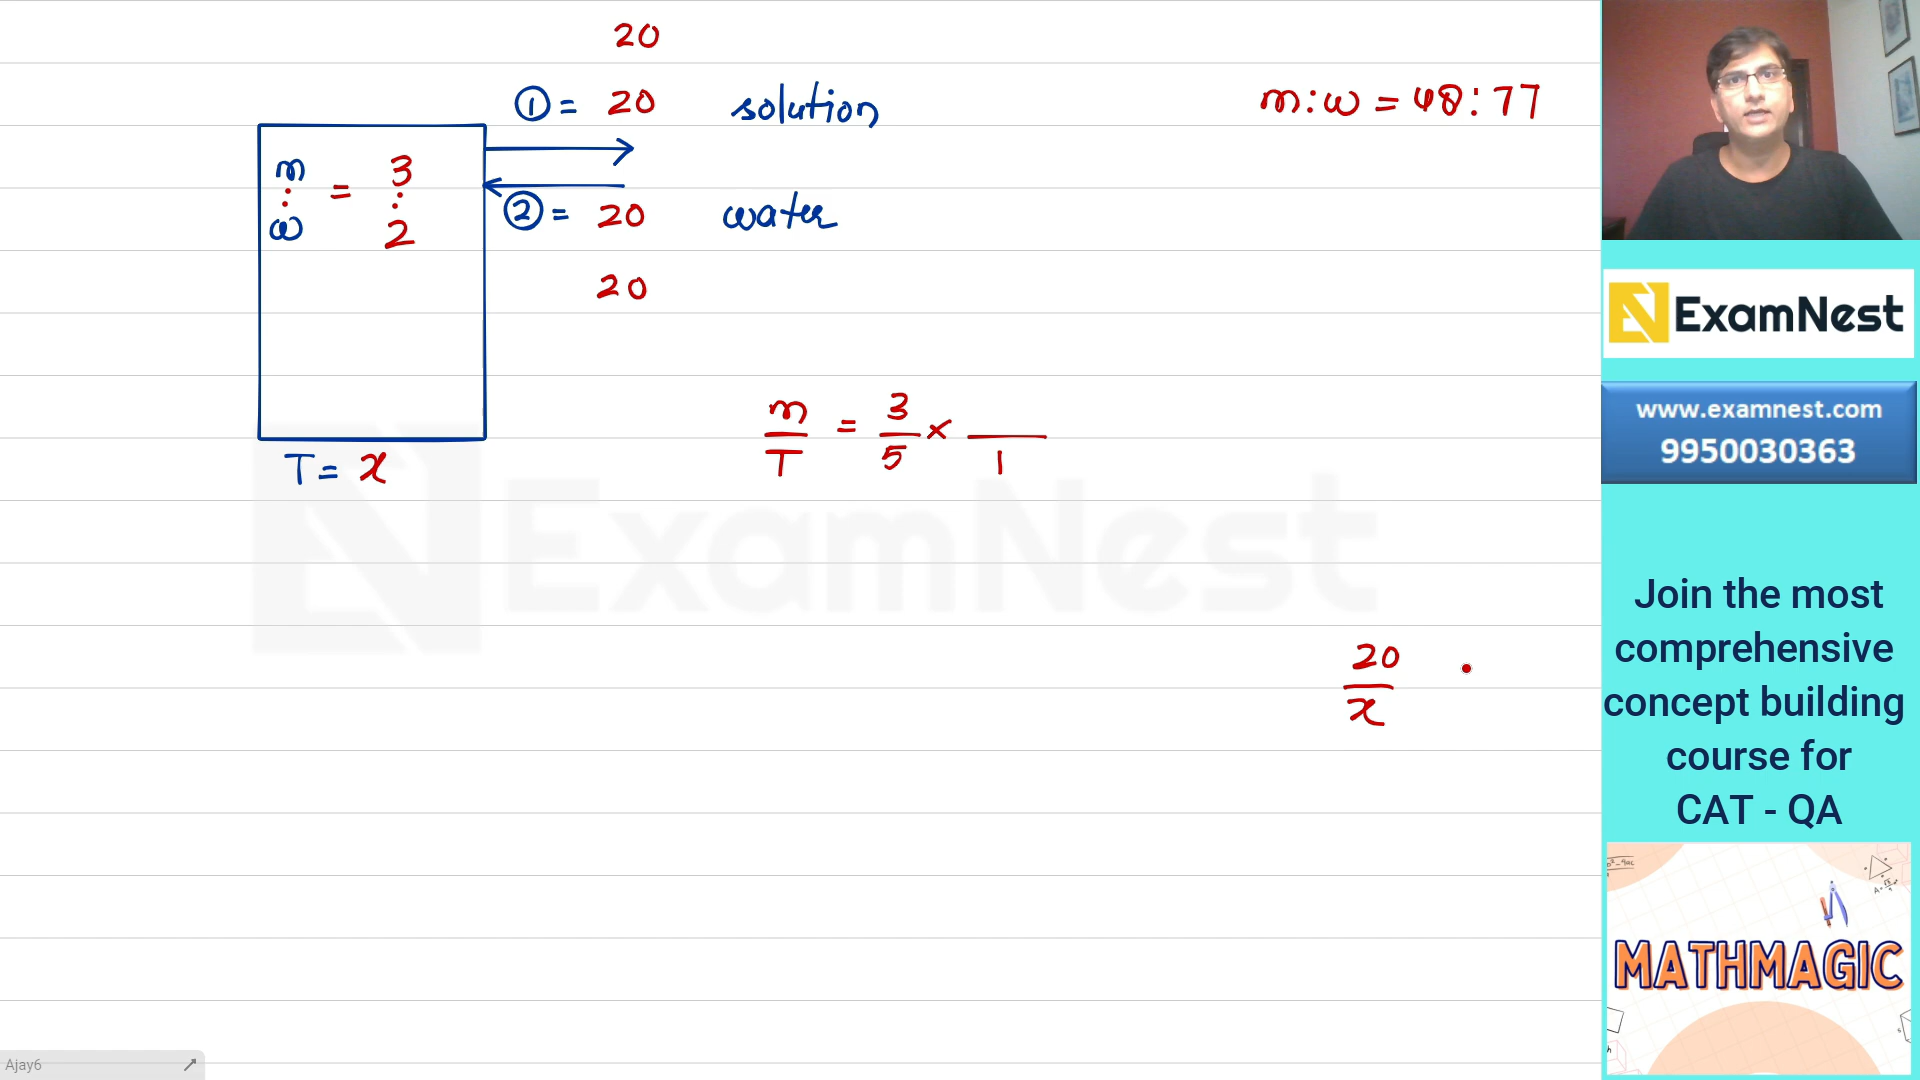 20
① = 20 solution
m : w = 3 : 2
② = 20 water
20
T = x
m/T = 3/5 × /1
m : w = 48 : 77
20/x
ExamNest
ExamNest
www.examnest.com
9950030363
Join the most
comprehensive
concept building
course for
CAT - QA
MATHMAGIC
Ajay6